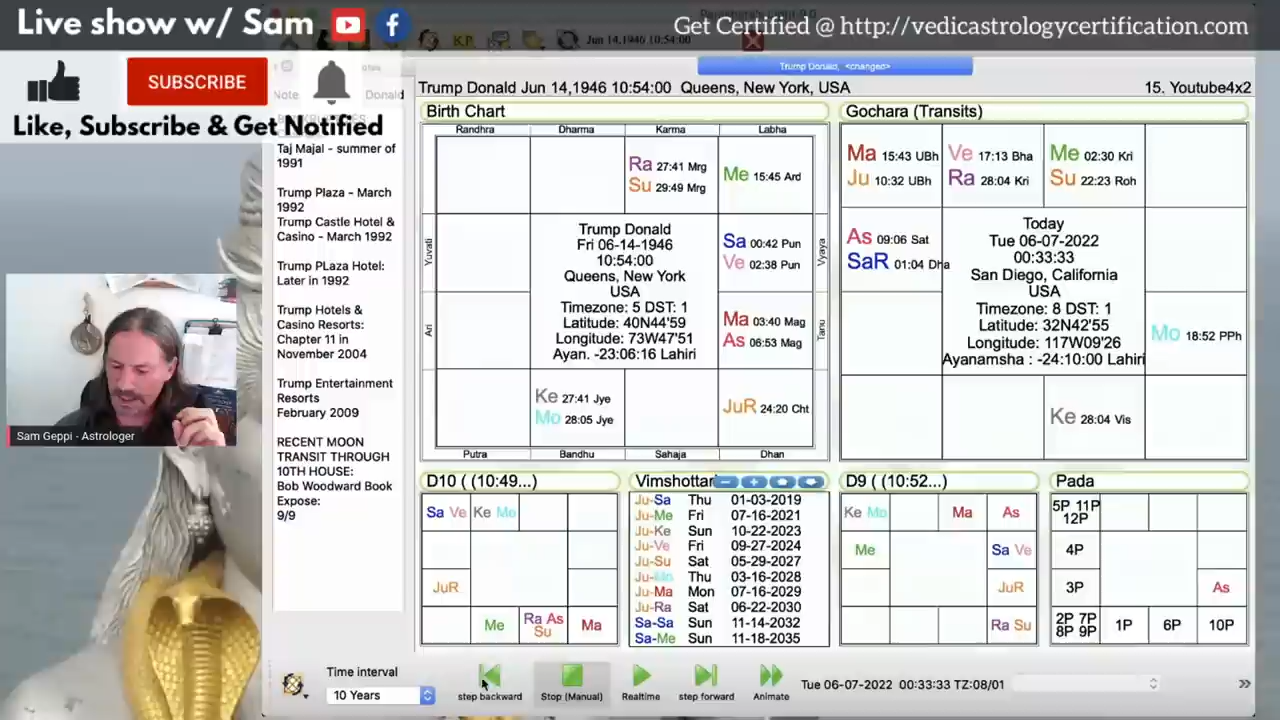 Live show w/ Sam
Get Certified @ http://vedicastrologycertification.com
K.P.
Jun 14,1946 10:54:00
SUBSCRIBE
Like, Subscribe & Get Notified
Note
Donald
Trump Donald, <changed>
Trump Donald Jun 14,1946 10:54:00 Queens, New York, USA
15. Youtube4x2
Taj Majal - summer of
1991
Trump Plaza - March
1992
Trump Castle Hotel &
Casino - March 1992
Trump PLaza Hotel:
Later in 1992
Trump Hotels &
Casino Resorts:
Chapter 11 in
November 2004
Trump Entertainment
Resorts
February 2009
RECENT MOON
TRANSIT THROUGH
10TH HOUSE:
Bob Woodward Book
Expose:
9/9
Sam Geppi - Astrologer
Birth Chart
Randhra Dharma Karma Labha
Ra 27:41 Mrg
Su 29:49 Mrg
Me 15:45 Ard
Yuvati
Ari
Trump Donald
Fri 06-14-1946
10:54:00
Queens, New York
USA
Timezone: 5 DST: 1
Latitude: 40N44'59
Longitude: 73W47'51
Ayan. -23:06:16 Lahiri
Sa 00:42 Pun
Ve 02:38 Pun
Vyaya
Ma 03:40 Mag
As 06:53 Mag
Tanu
Ke 27:41 Jye
Mo 28:05 Jye
JuR 24:20 Cht
Putra Bandhu Sahaja Dhan
Gochara (Transits)
Ma 15:43 UBh
Ju 10:32 UBh
Ve 17:13 Bha
Ra 28:04 Kri
Me 02:30 Kri
Su 22:23 Roh
As 09:06 Sat
SaR 01:04 Dha
Today
Tue 06-07-2022
00:33:33
San Diego, California
USA
Timezone: 8 DST: 1
Latitude: 32N42'55
Longitude: 117W09'26
Ayanamsha : -24:10:00 Lahiri
Mo 18:52 PPh
Ke 28:04 Vis
D10 ( (10:49...)
Sa Ve Ke Mo
JuR
Me
Ra As
Su
Ma
Vimshottar
Ju-Sa Thu 01-03-2019
Ju-Me Fri 07-16-2021
Ju-Ke Sun 10-22-2023
Ju-Ve Fri 09-27-2024
Ju-Su Sat 05-29-2027
Ju-Mo Thu 03-16-2028
Ju-Ma Mon 07-16-2029
Ju-Ra Sat 06-22-2030
Sa-Sa Sun 11-14-2032
Sa-Me Sun 11-18-2035
D9 ( (10:52...)
Ke Mo Ma As
Me Sa Ve
JuR
Ra Su
Pada
5P 11P
12P
4P
3P As
2P 7P
8P 9P
1P 6P 10P
Time interval
10 Years
step backward
Stop (Manual)
Realtime
step forward
Animate
Tue 06-07-2022 00:33:33 TZ:08/01